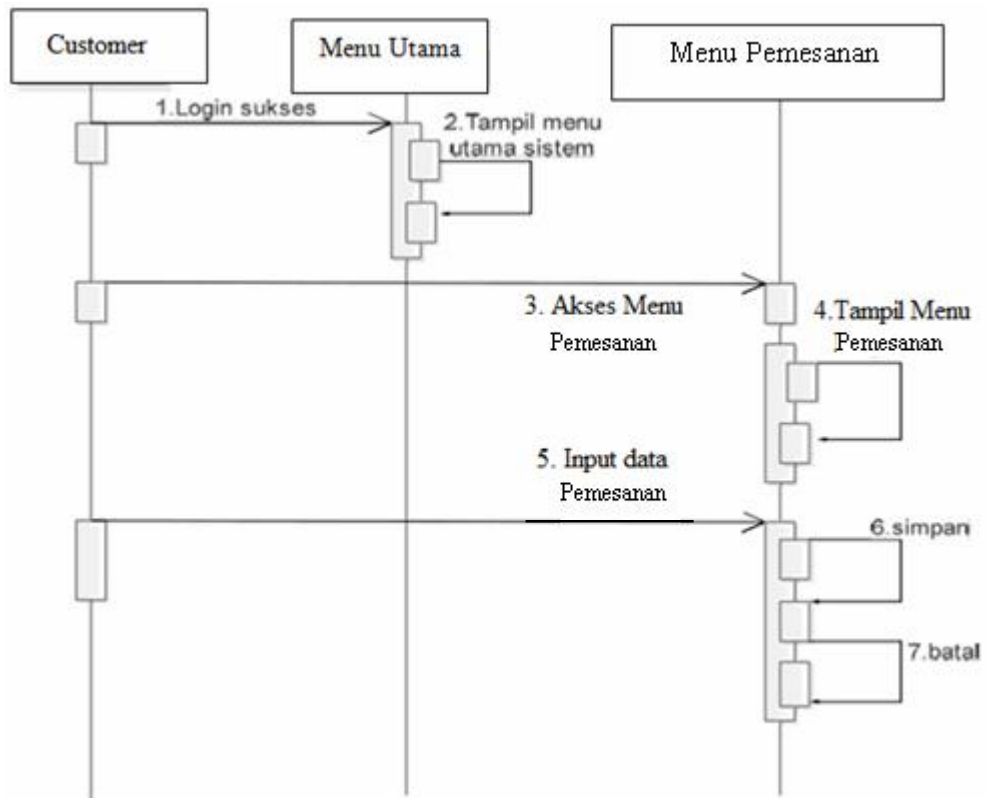 Customer
Menu Utama
Menu Pemesanan
1.Login sukses
2.Tampil menu
utama sistem
3. Akses Menu
Pemesanan
4.Tampil Menu
Pemesanan
5. Input data
Pemesanan
6.simpan
7.batal